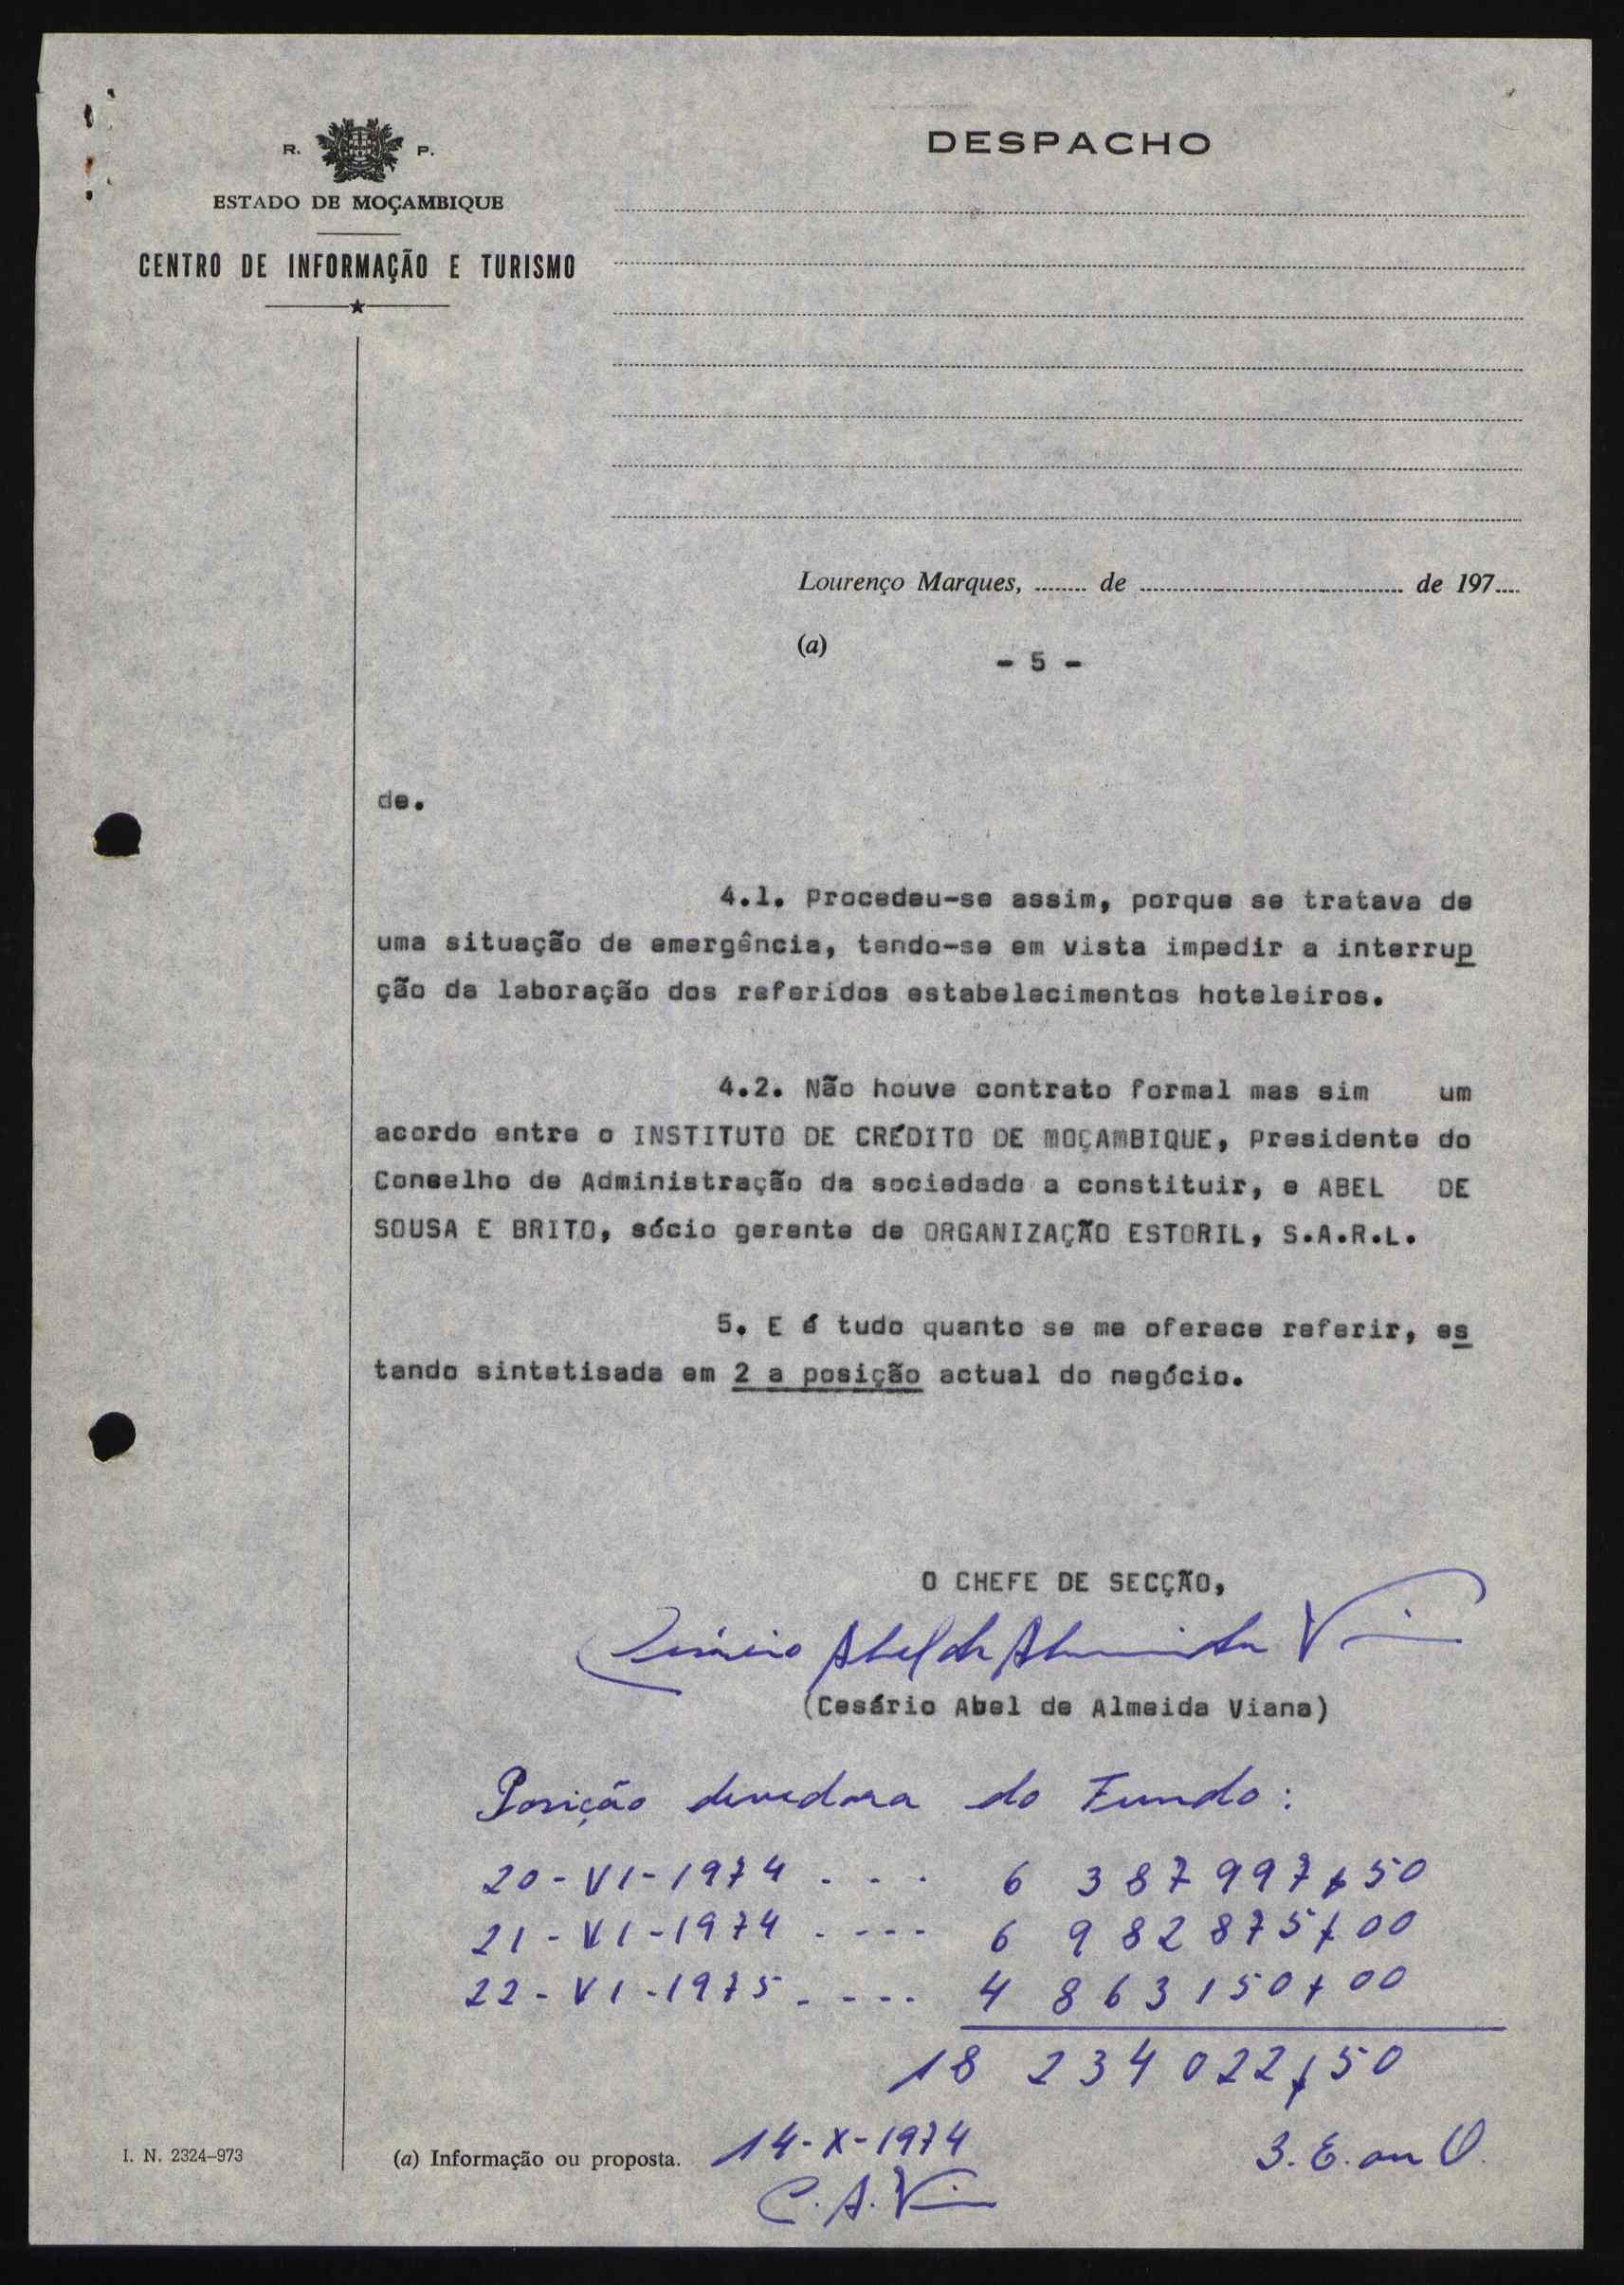 R. P.
ESTADO DE MOÇAMBIQUE
CENTRO DE INFORMAÇÃO E TURISMO
DESPACHO
Lourenço Marques, ........ de ........................................ de 197....
(a)
- 5 -
de.
4.1. Procedeu-se assim, porque se tratava de
uma situação de emergência, tendo-se em vista impedir a interrup
ção da laboração dos referidos estabelecimentos hoteleiros.
4.2. Não houve contrato formal mas sim um
acordo entre o INSTITUTO DE CRÉDITO DE MOÇAMBIQUE, Presidente do
Conselho de Administração da sociedade a constituir, e ABEL DE
SOUSA E BRITO, sócio gerente de ORGANIZAÇÃO ESTORIL, S.A.R.L.
5. E é tudo quanto se me oferece referir, es
tando sintetisada em 2 a posição actual do negócio.
O CHEFE DE SECÇÃO,
Cesário Abel de Almeida Viana
(Cesário Abel de Almeida Viana)
Posição devedora do Fundo:
20-VI-1974 . . . 6 387 997$50
21-VI-1974 . - - - 6 982 875$00
22-VI-1975 . - - - 4 863 150$00
18 234 022$50
14-X-1974
S. E. ou O.
C. A. Viana
I. N. 2324-973
(a) Informação ou proposta.